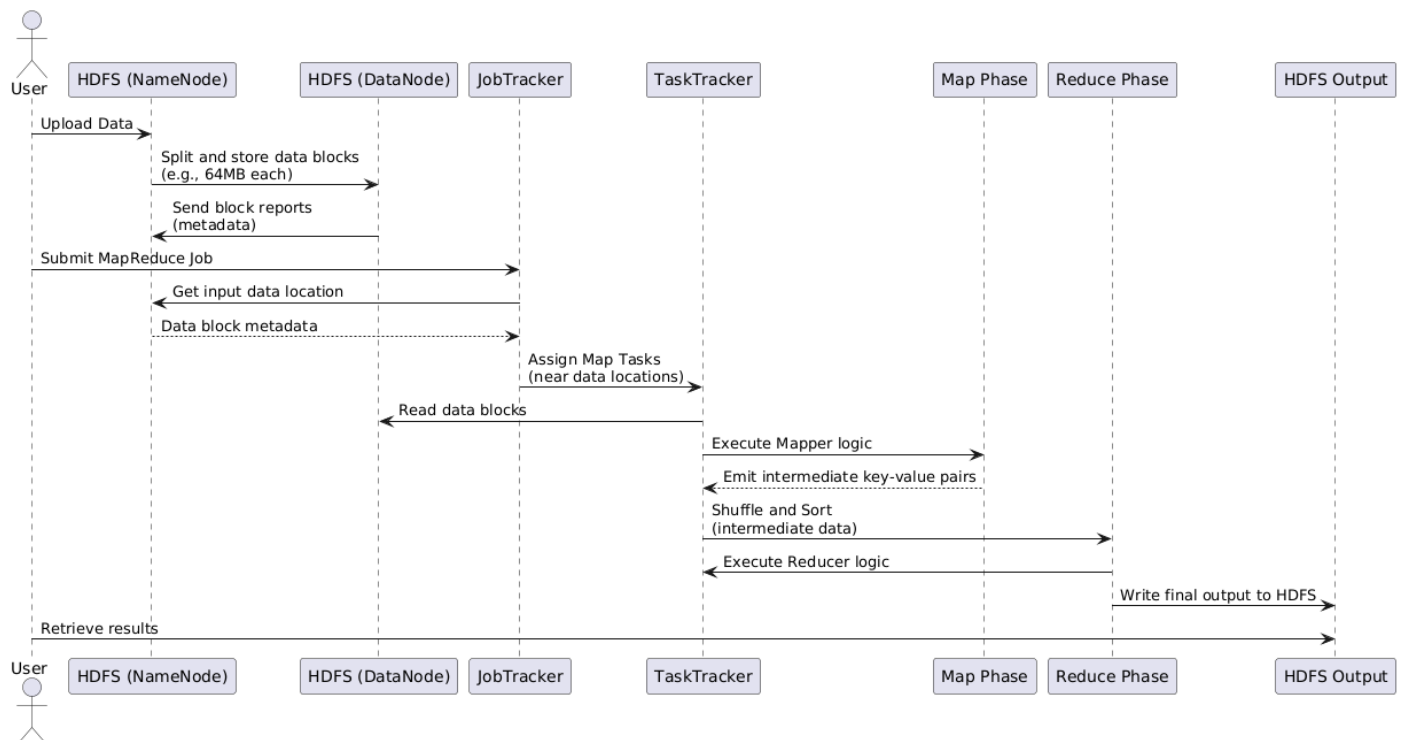 User
HDFS (NameNode)
HDFS (DataNode)
JobTracker
TaskTracker
Map Phase
Reduce Phase
HDFS Output
Upload Data
Split and store data blocks
(e.g., 64MB each)
Send block reports
(metadata)
Submit MapReduce Job
Get input data location
Data block metadata
Assign Map Tasks
(near data locations)
Read data blocks
Execute Mapper logic
Emit intermediate key-value pairs
Shuffle and Sort
(intermediate data)
Execute Reducer logic
Write final output to HDFS
Retrieve results
User
HDFS (NameNode)
HDFS (DataNode)
JobTracker
TaskTracker
Map Phase
Reduce Phase
HDFS Output